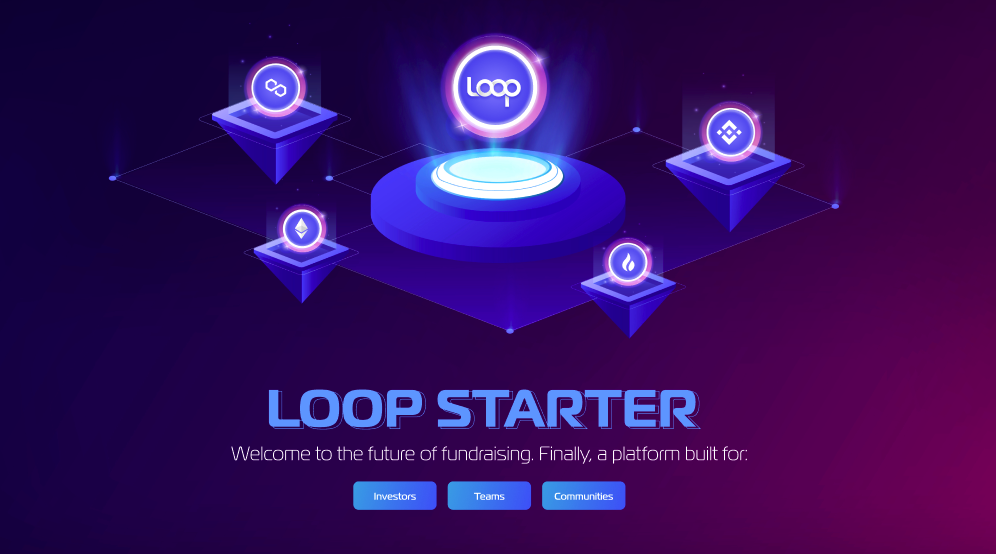 Loop
LOOP STARTER
Welcome to the future of fundraising. Finally, a platform built for:
Investors
Teams
Communities